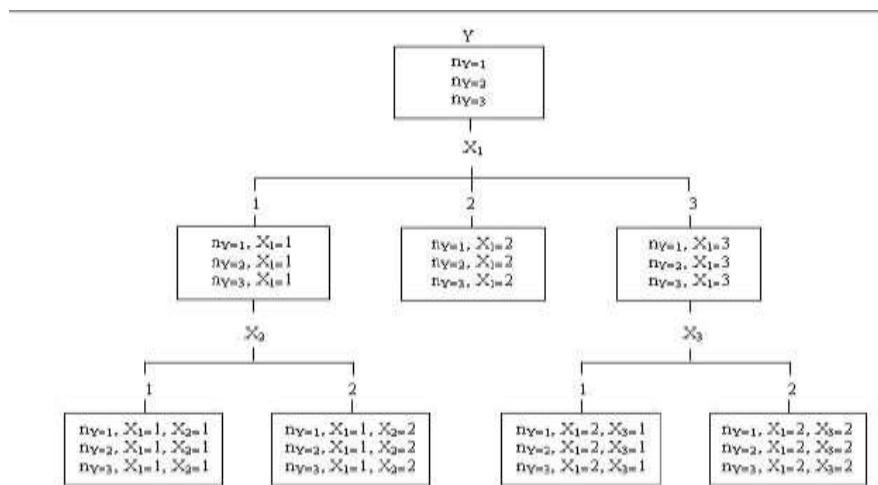 Y
nY=1
nY=2
nY=3
X1
1
2
3
nY=1, X1=1
nY=2, X1=1
nY=3, X1=1
nY=1, X1=2
nY=2, X1=2
nY=3, X1=2
nY=1, X1=3
nY=2, X1=3
nY=3, X1=3
X2
X3
1
2
1
2
nY=1, X1=1, X2=1
nY=2, X1=1, X2=1
nY=3, X1=1, X2=1
nY=1, X1=1, X2=2
nY=2, X1=1, X2=2
nY=3, X1=1, X2=2
nY=1, X1=2, X3=1
nY=2, X1=2, X3=1
nY=3, X1=2, X3=1
nY=1, X1=2, X3=2
nY=2, X1=2, X3=2
nY=3, X1=2, X3=2